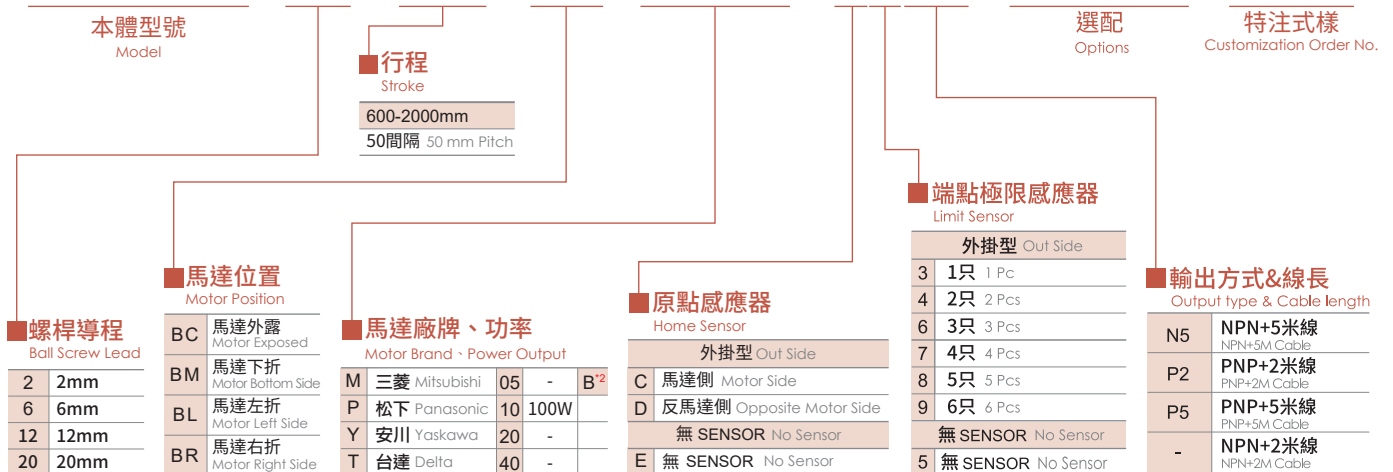 本體型號
Model
選配
Options
特注式樣
Customization Order No.
行程
Stroke
600-2000mm
50間隔 50 mm Pitch
螺桿導程
Ball Screw Lead
2 2mm
6 6mm
12 12mm
20 20mm
馬達位置
Motor Position
BC 馬達外露
Motor Exposed
BM 馬達下折
Motor Bottom Side
BL 馬達左折
Motor Left Side
BR 馬達右折
Motor Right Side
馬達廠牌、功率
Motor Brand、Power Output
M 三菱 Mitsubishi 05 - B*2
P 松下 Panasonic 10 100W
Y 安川 Yaskawa 20 -
T 台達 Delta 40 -
原點感應器
Home Sensor
外掛型 Out Side
C 馬達側 Motor Side
D 反馬達側 Opposite Motor Side
無 SENSOR No Sensor
E 無 SENSOR No Sensor
端點極限感應器
Limit Sensor
外掛型 Out Side
3 1只 1 Pc
4 2只 2 Pcs
6 3只 3 Pcs
7 4只 4 Pcs
8 5只 5 Pcs
9 6只 6 Pcs
無 SENSOR No Sensor
5 無 SENSOR No Sensor
輸出方式&線長
Output type & Cable length
N5 NPN+5米線
NPN+5M Cable
P2 PNP+2米線
PNP+2M Cable
P5 PNP+5米線
PNP+5M Cable
- NPN+2米線
NPN+2M Cable